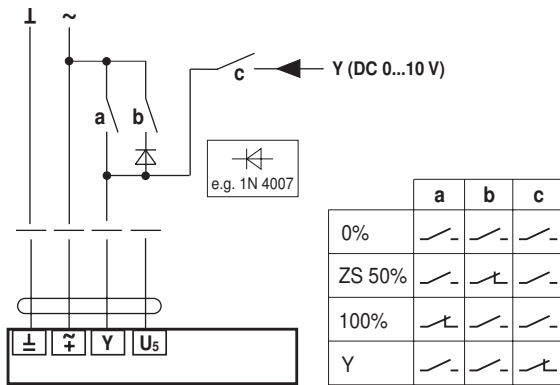 ⊥ ~
a b c Y (DC 0...10 V)
e.g. 1N 4007
a b c
0%
ZS 50%
100%
Y
⊥ ~+ Y U5